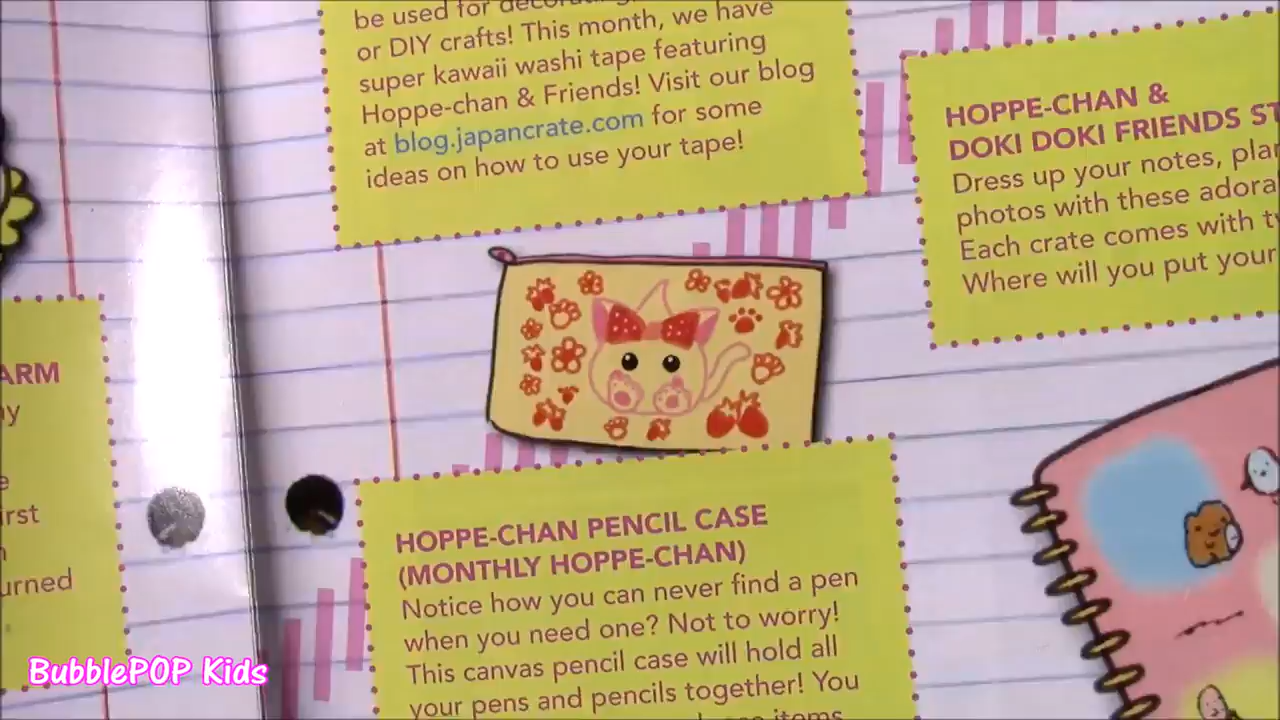 be used for decorating,
or DIY crafts! This month, we have
super kawaii washi tape featuring
Hoppe-chan & Friends! Visit our blog
at blog.japancrate.com for some
ideas on how to use your tape!
HOPPE-CHAN &
DOKI DOKI FRIENDS ST
Dress up your notes, plan
photos with these adora
Each crate comes with tw
Where will you put your
ARM
irst
urned
HOPPE-CHAN PENCIL CASE
(MONTHLY HOPPE-CHAN)
Notice how you can never find a pen
when you need one? Not to worry!
This canvas pencil case will hold all
your pens and pencils together! You
items
BubblePOP Kids